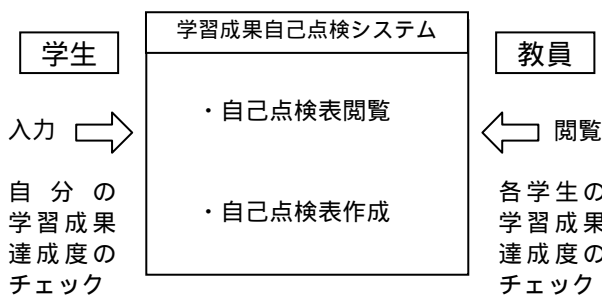 学習成果自己点検システム
学生
教員
・自己点検表閲覧
入力
閲覧
・自己点検表作成
自分の
学習成果
達成度の
チェック
各学生の
学習成果
達成度の
チェック